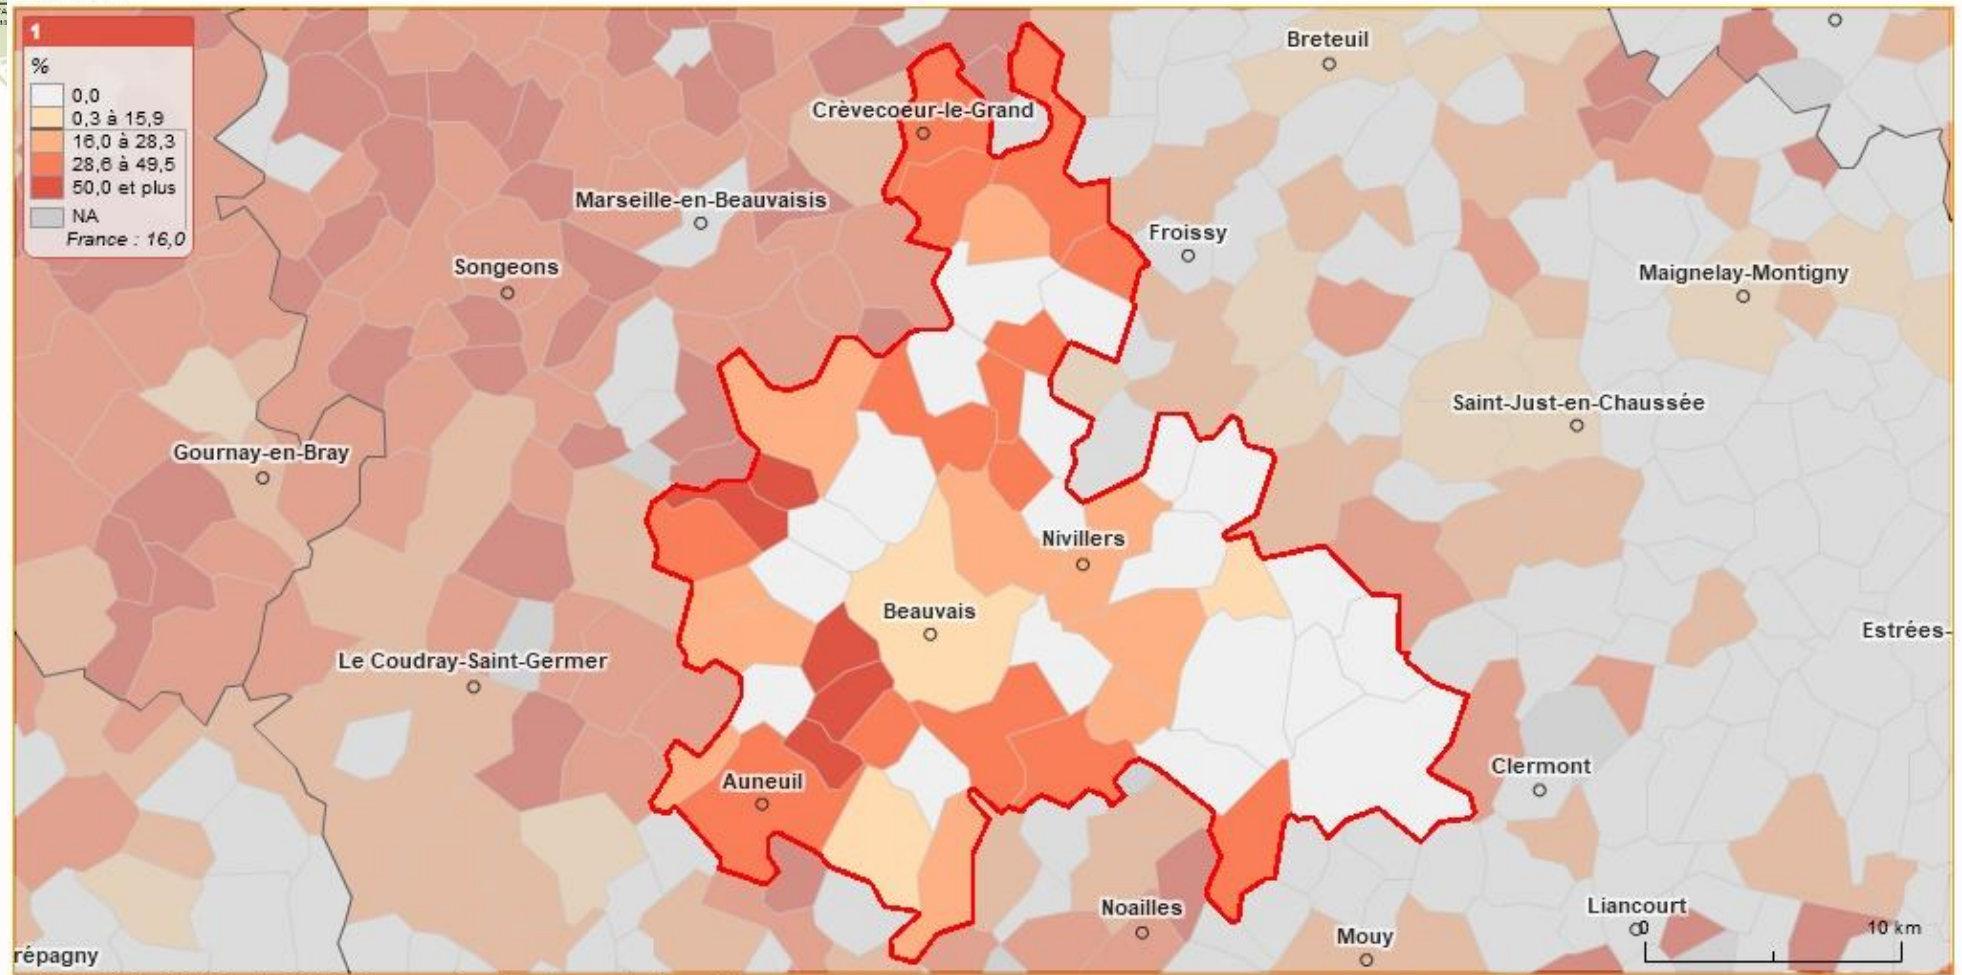 1
%
0,0
0,3 à 15,9
16,0 à 28,3
28,6 à 49,5
50,0 et plus
NA
France : 16,0
Breteuil
Crèvecoeur-le-Grand
Marseille-en-Beauvaisis
Froissy
Songeons
Maignelay-Montigny
Saint-Just-en-Chaussée
Gournay-en-Bray
Nivillers
Beauvais
Estrées-
Le Coudray-Saint-Germer
Clermont
Auneuil
Noailles
Liancourt
Mouy
0 10 km
répagny